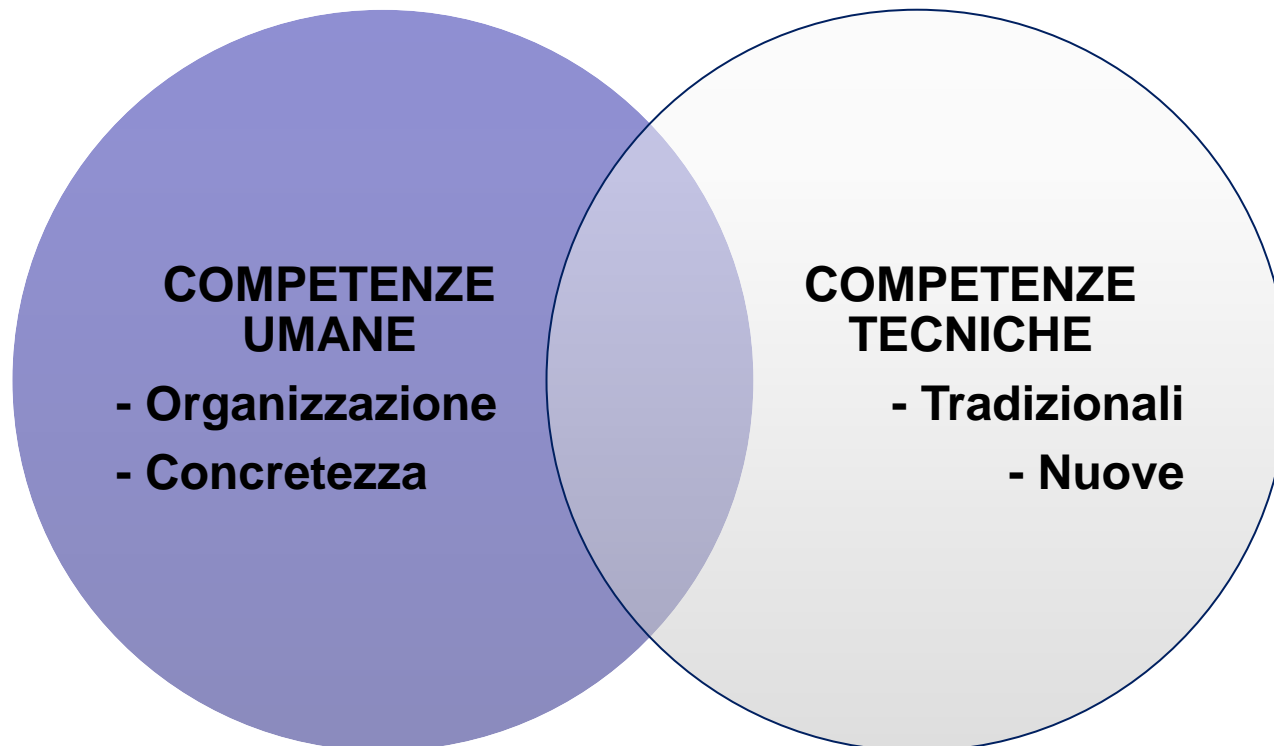 COMPETENZE
UMANE
- Organizzazione
- Concretezza
COMPETENZE
TECNICHE
- Tradizionali
- Nuove